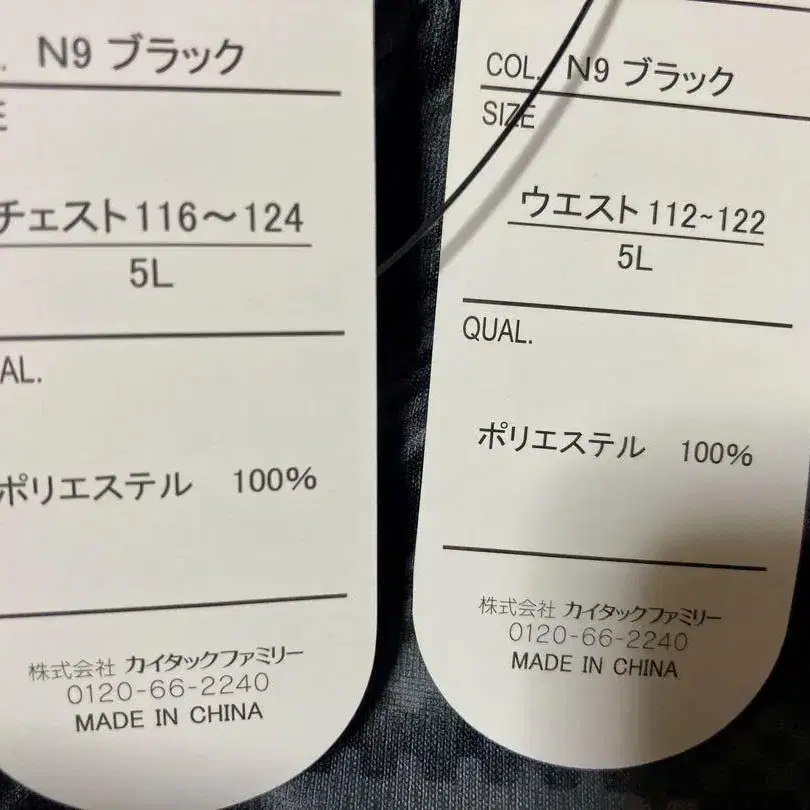 N9 ブラック
チェスト116～124
5L
AL.
ポリエステル 100%
株式会社 カイタックファミリー
0120-66-2240
MADE IN CHINA
COL. N9 ブラック
SIZE
ウエスト112~122
5L
QUAL.
ポリエステル 100%
株式会社 カイタックファミリー
0120-66-2240
MADE IN CHINA